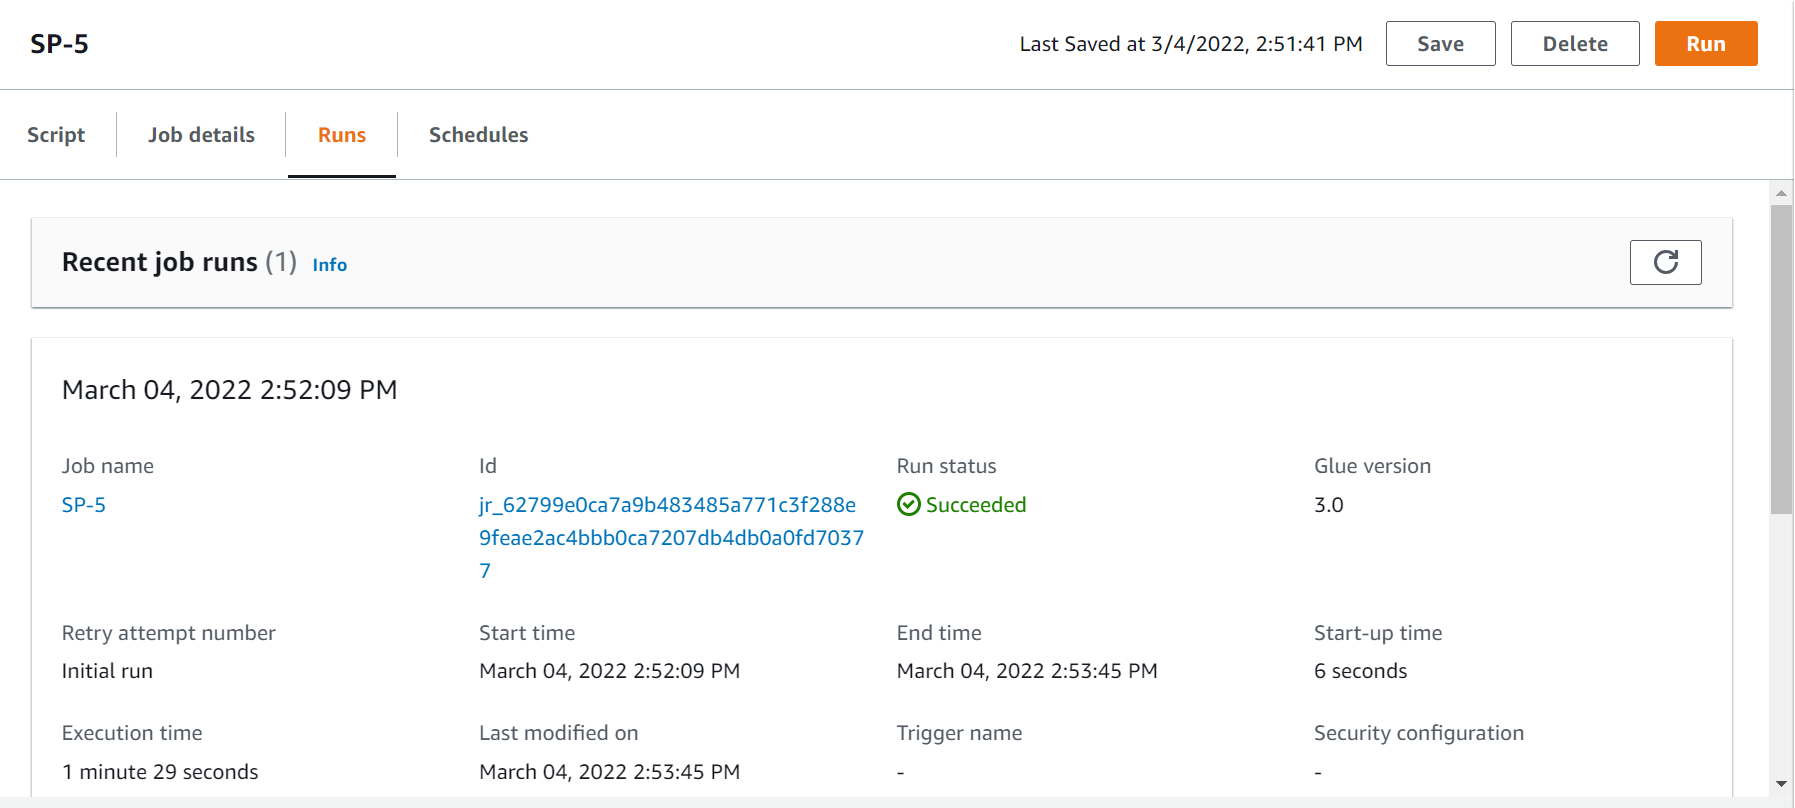 SP-5
Last Saved at 3/4/2022, 2:51:41 PM
Save
Delete
Run
Script
Job details
Runs
Schedules
Recent job runs (1) Info
March 04, 2022 2:52:09 PM
Job name
SP-5
Id
jr_62799e0ca7a9b483485a771c3f288e
9feae2ac4bbb0ca7207db4db0a0fd7037
7
Run status
Succeeded
Glue version
3.0
Retry attempt number
Initial run
Start time
March 04, 2022 2:52:09 PM
End time
March 04, 2022 2:53:45 PM
Start-up time
6 seconds
Execution time
1 minute 29 seconds
Last modified on
March 04, 2022 2:53:45 PM
Trigger name
-
Security configuration
-